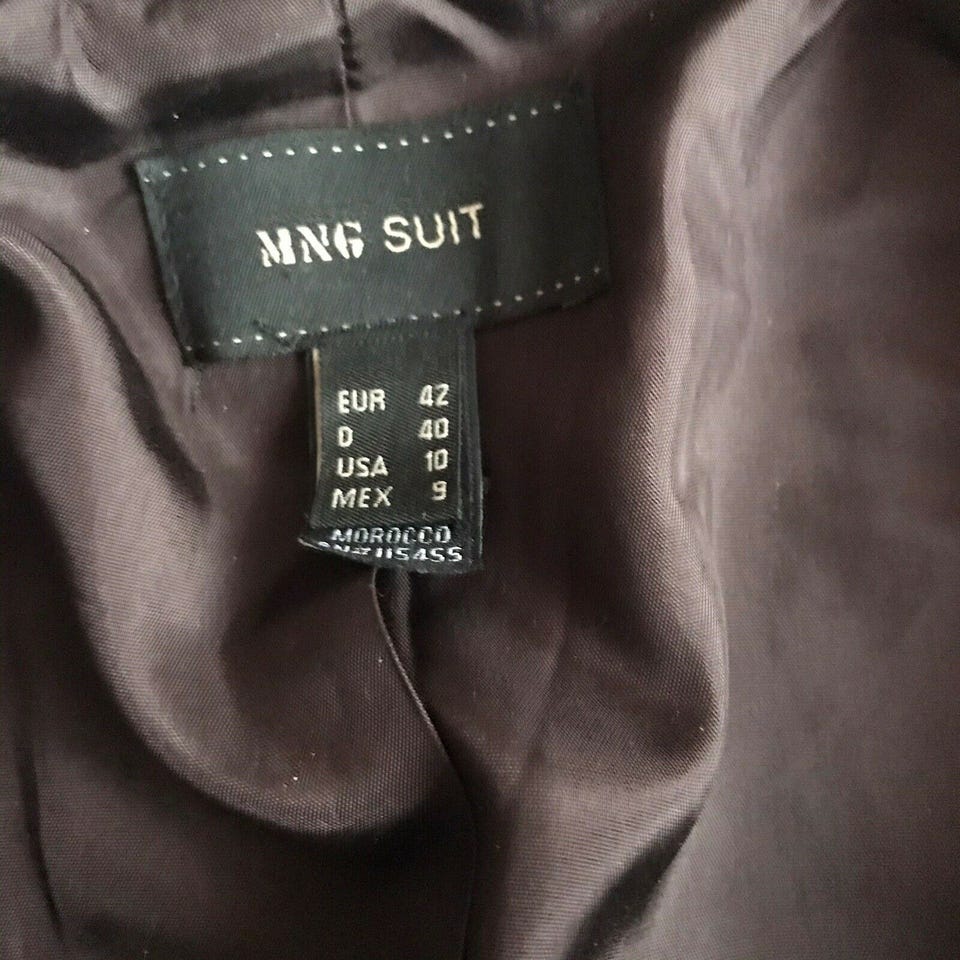 MNG SUIT
EUR 42
D 40
USA 10
MEX 9
MOROCCO